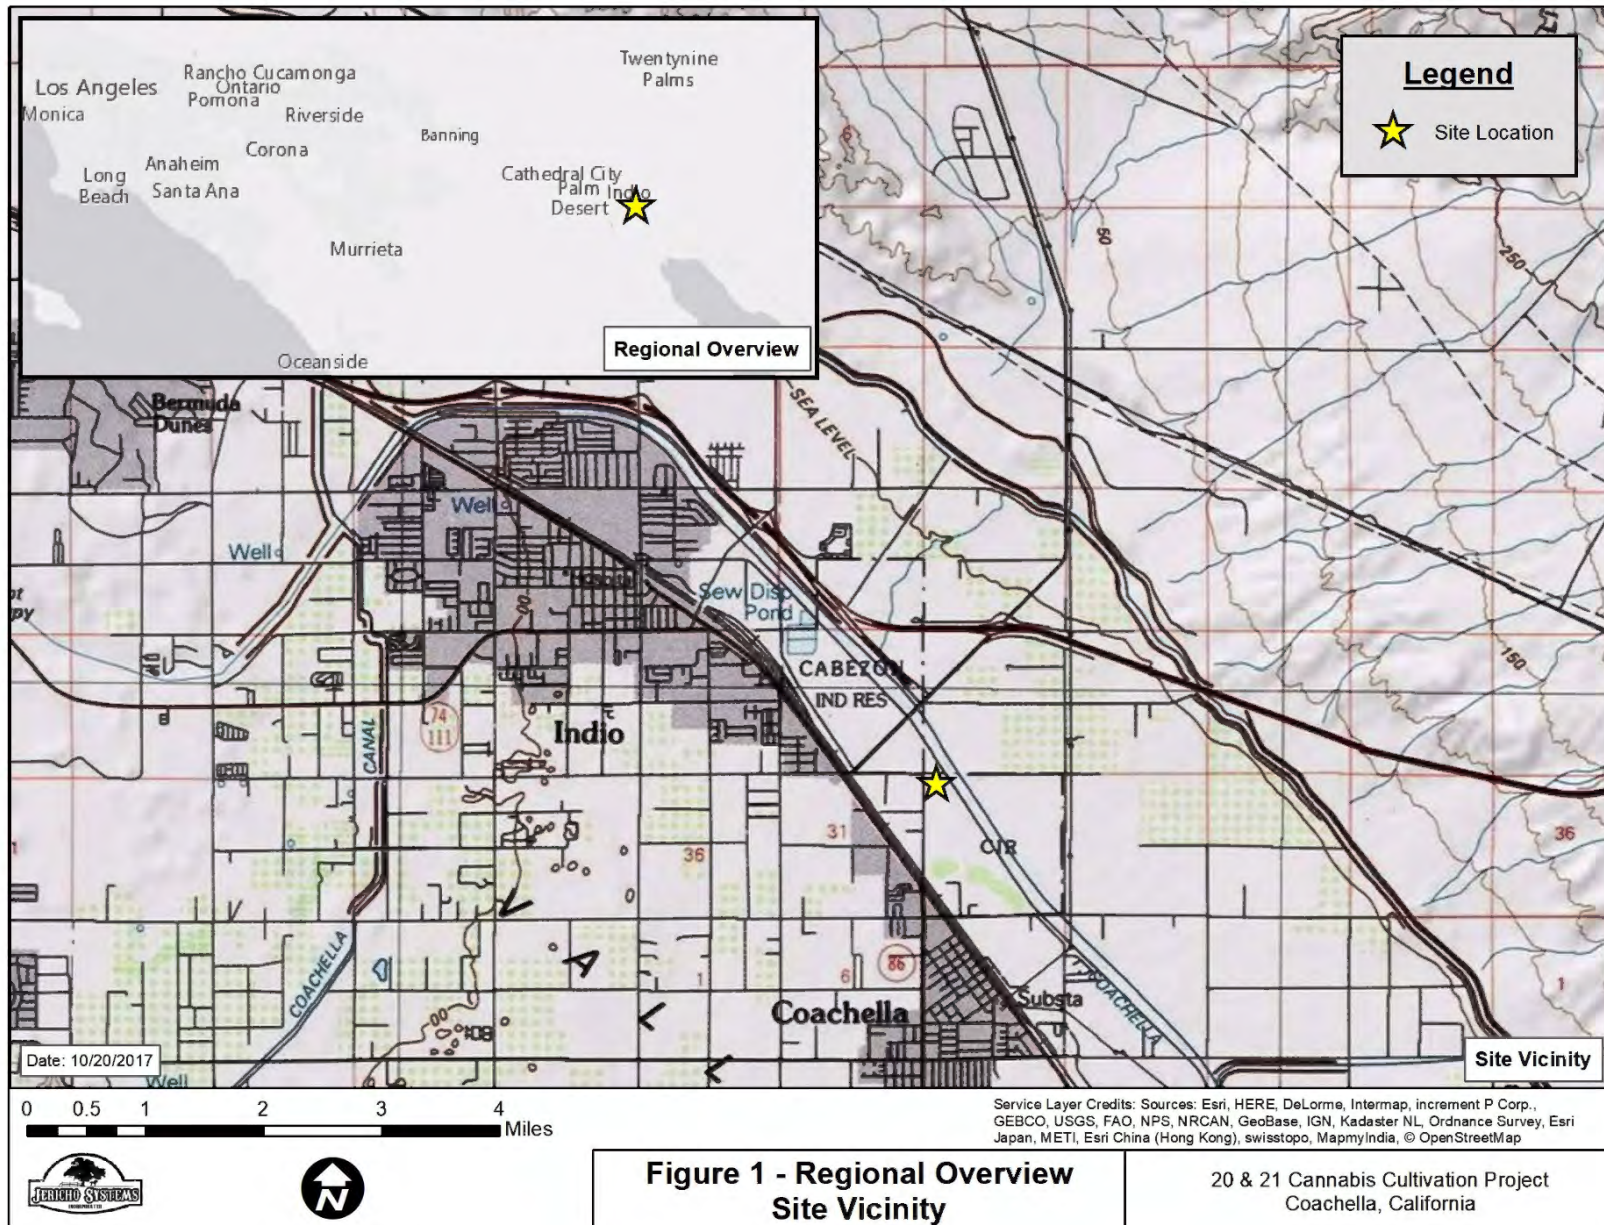 Los Angeles
Monica
Rancho Cucamonga
Ontario
Pomona
Riverside
Twentynine
Palms
Banning
Corona
Anaheim
Santa Ana
Long
Beach
Cathedral City
Palm
Desert
Indio
Murrieta
Oceanside
Regional Overview
Legend
Site Location
6
50
250
Bermuda
Dunes
SEA LEVEL
Well
Well
Sew Disp
Pond
CABEZON
IND RES
150
74
111
CANAL
Indio
31
36
36
COACHELLA
1
6
86
1
Coachella
Substa
COACHELLA
Date: 10/20/2017
Well
Site Vicinity
0 0.5 1 2 3 4
Miles
Service Layer Credits: Sources: Esri, HERE, DeLorme, Intermap, increment P Corp.,
GEBCO, USGS, FAO, NPS, NRCAN, GeoBase, IGN, Kadaster NL, Ordnance Survey, Esri
Japan, METI, Esri China (Hong Kong), swisstopo, MapmyIndia, © OpenStreetMap
JERICHO SYSTEMS
INCORPORATED
N
Figure 1 - Regional Overview
Site Vicinity
20 & 21 Cannabis Cultivation Project
Coachella, California